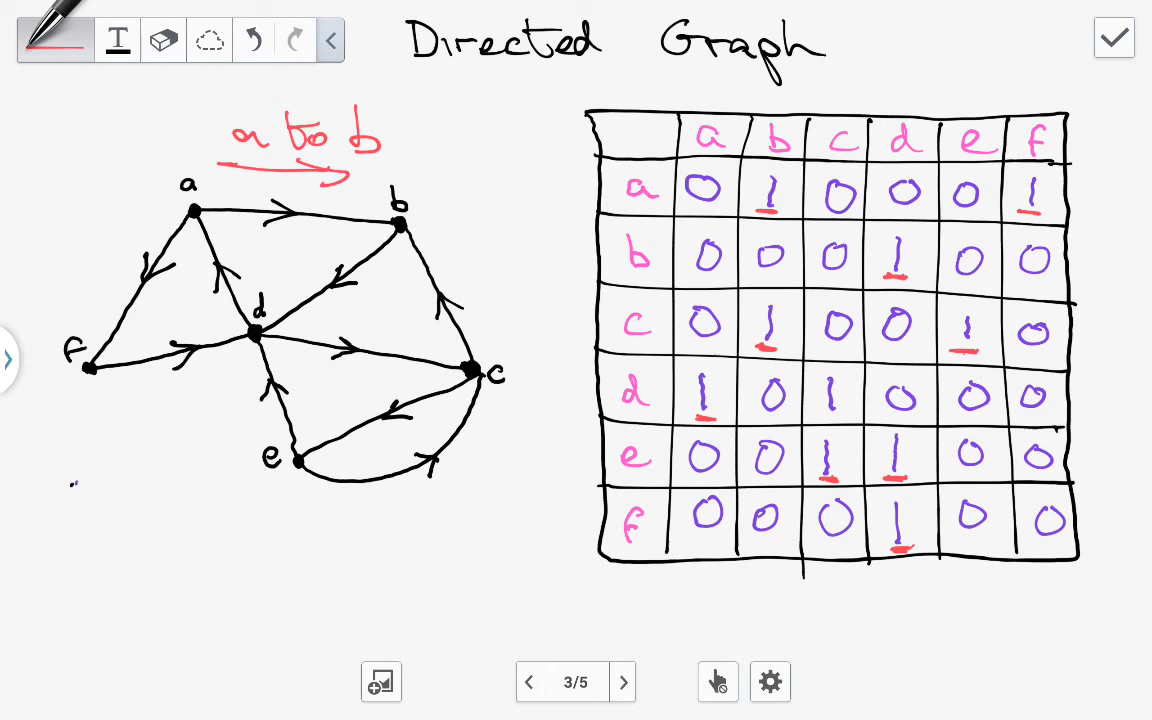 T
Directed Graph
a to b
a
b
d
f
c
e
a b c d e f
a 0 1 0 0 0 1
b 0 0 0 1 0 0
c 0 1 0 0 1 0
d 1 0 1 0 0 0
e 0 0 1 1 0 0
f 0 0 0 1 0 0
3/5